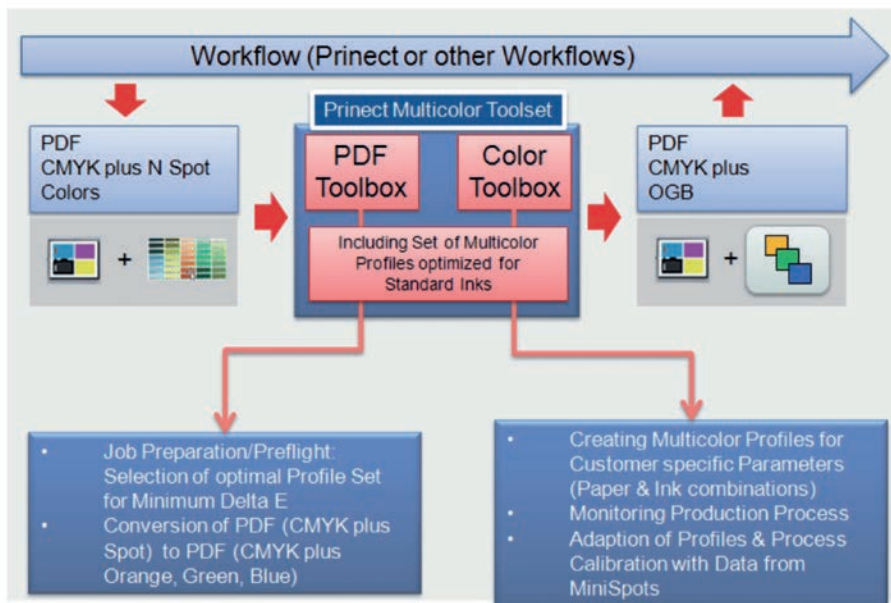 Workflow (Prinect or other Workflows)
PDF
CMYK plus N Spot
Colors
Prinect Multicolor Toolset
PDF
Toolbox
Color
Toolbox
Including Set of Multicolor
Profiles optimized for
Standard Inks
PDF
CMYK plus
OGB
+
+
• Job Preparation/Preflight:
Selection of optimal Profile Set
for Minimum Delta E
• Conversion of PDF (CMYK plus
Spot) to PDF (CMYK plus
Orange, Green, Blue)
• Creating Multicolor Profiles for
Customer specific Parameters
(Paper & Ink combinations)
• Monitoring Production Process
• Adaption of Profiles & Process
Calibration with Data from
MiniSpots